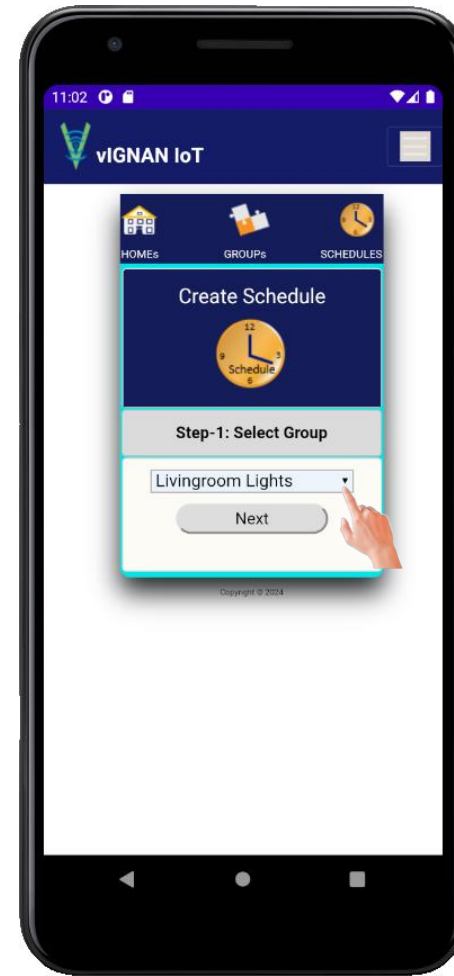 11:02
vIGNAN IoT
HOMEs GROUPs SCHEDULES
Create Schedule
12
9 3
Schedule
6
Step-1: Select Group
Livingroom Lights
Next
Copyright © 2024